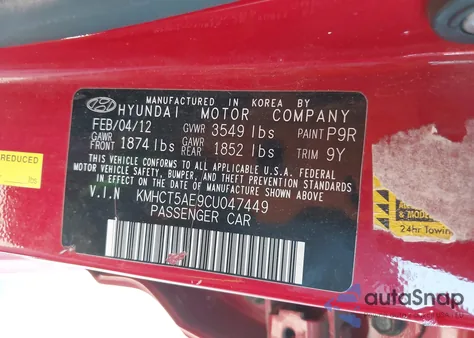 MANUFACTURED IN KOREA BY
HYUNDAI MOTOR COMPANY
FEB/04/12 GVWR 3549 lbs PAINT P9R
GAWR FRONT 1874 lbs GAWR REAR 1852 lbs TRIM 9Y
THIS VEHICLE CONFORMS TO ALL APPLICABLE U.S.A. FEDERAL
MOTOR VEHICLE SAFETY, BUMPER, AND THEFT PREVENTION STANDARDS
IN EFFECT ON THE DATE OF MANUFACTURE SHOWN ABOVE.
V.I.N KMHCT5AE9CU047449
PASSENGER CAR
REDUCED
lbs
24hr Towin
autoSnap